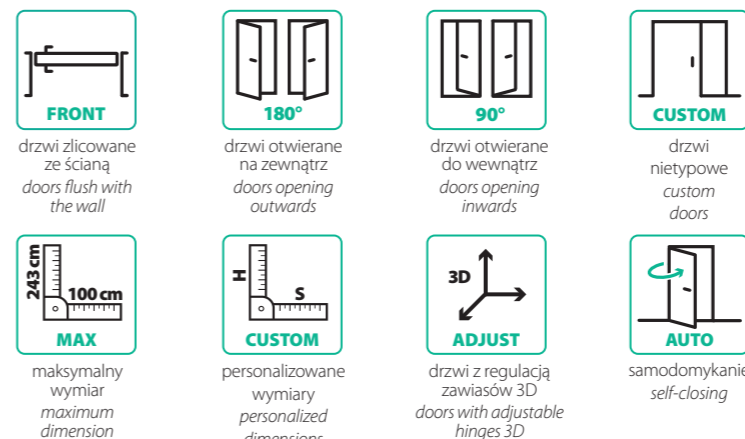 FRONT
drzwi zlicowane
ze ścianą
doors flush with
the wall
180°
drzwi otwierane
na zewnątrz
doors opening
outwards
90°
drzwi otwierane
do wewnątrz
doors opening
inwards
CUSTOM
drzwi
nietypowe
custom
doors
243 cm
100 cm
MAX
maksymalny
wymiar
maximum
dimension
H
S
CUSTOM
personalizowane
wymiary
personalized
dimensions
3D
ADJUST
drzwi z regulacją
zawiasów 3D
doors with adjustable
hinges 3D
AUTO
samodomykanie
self-closing